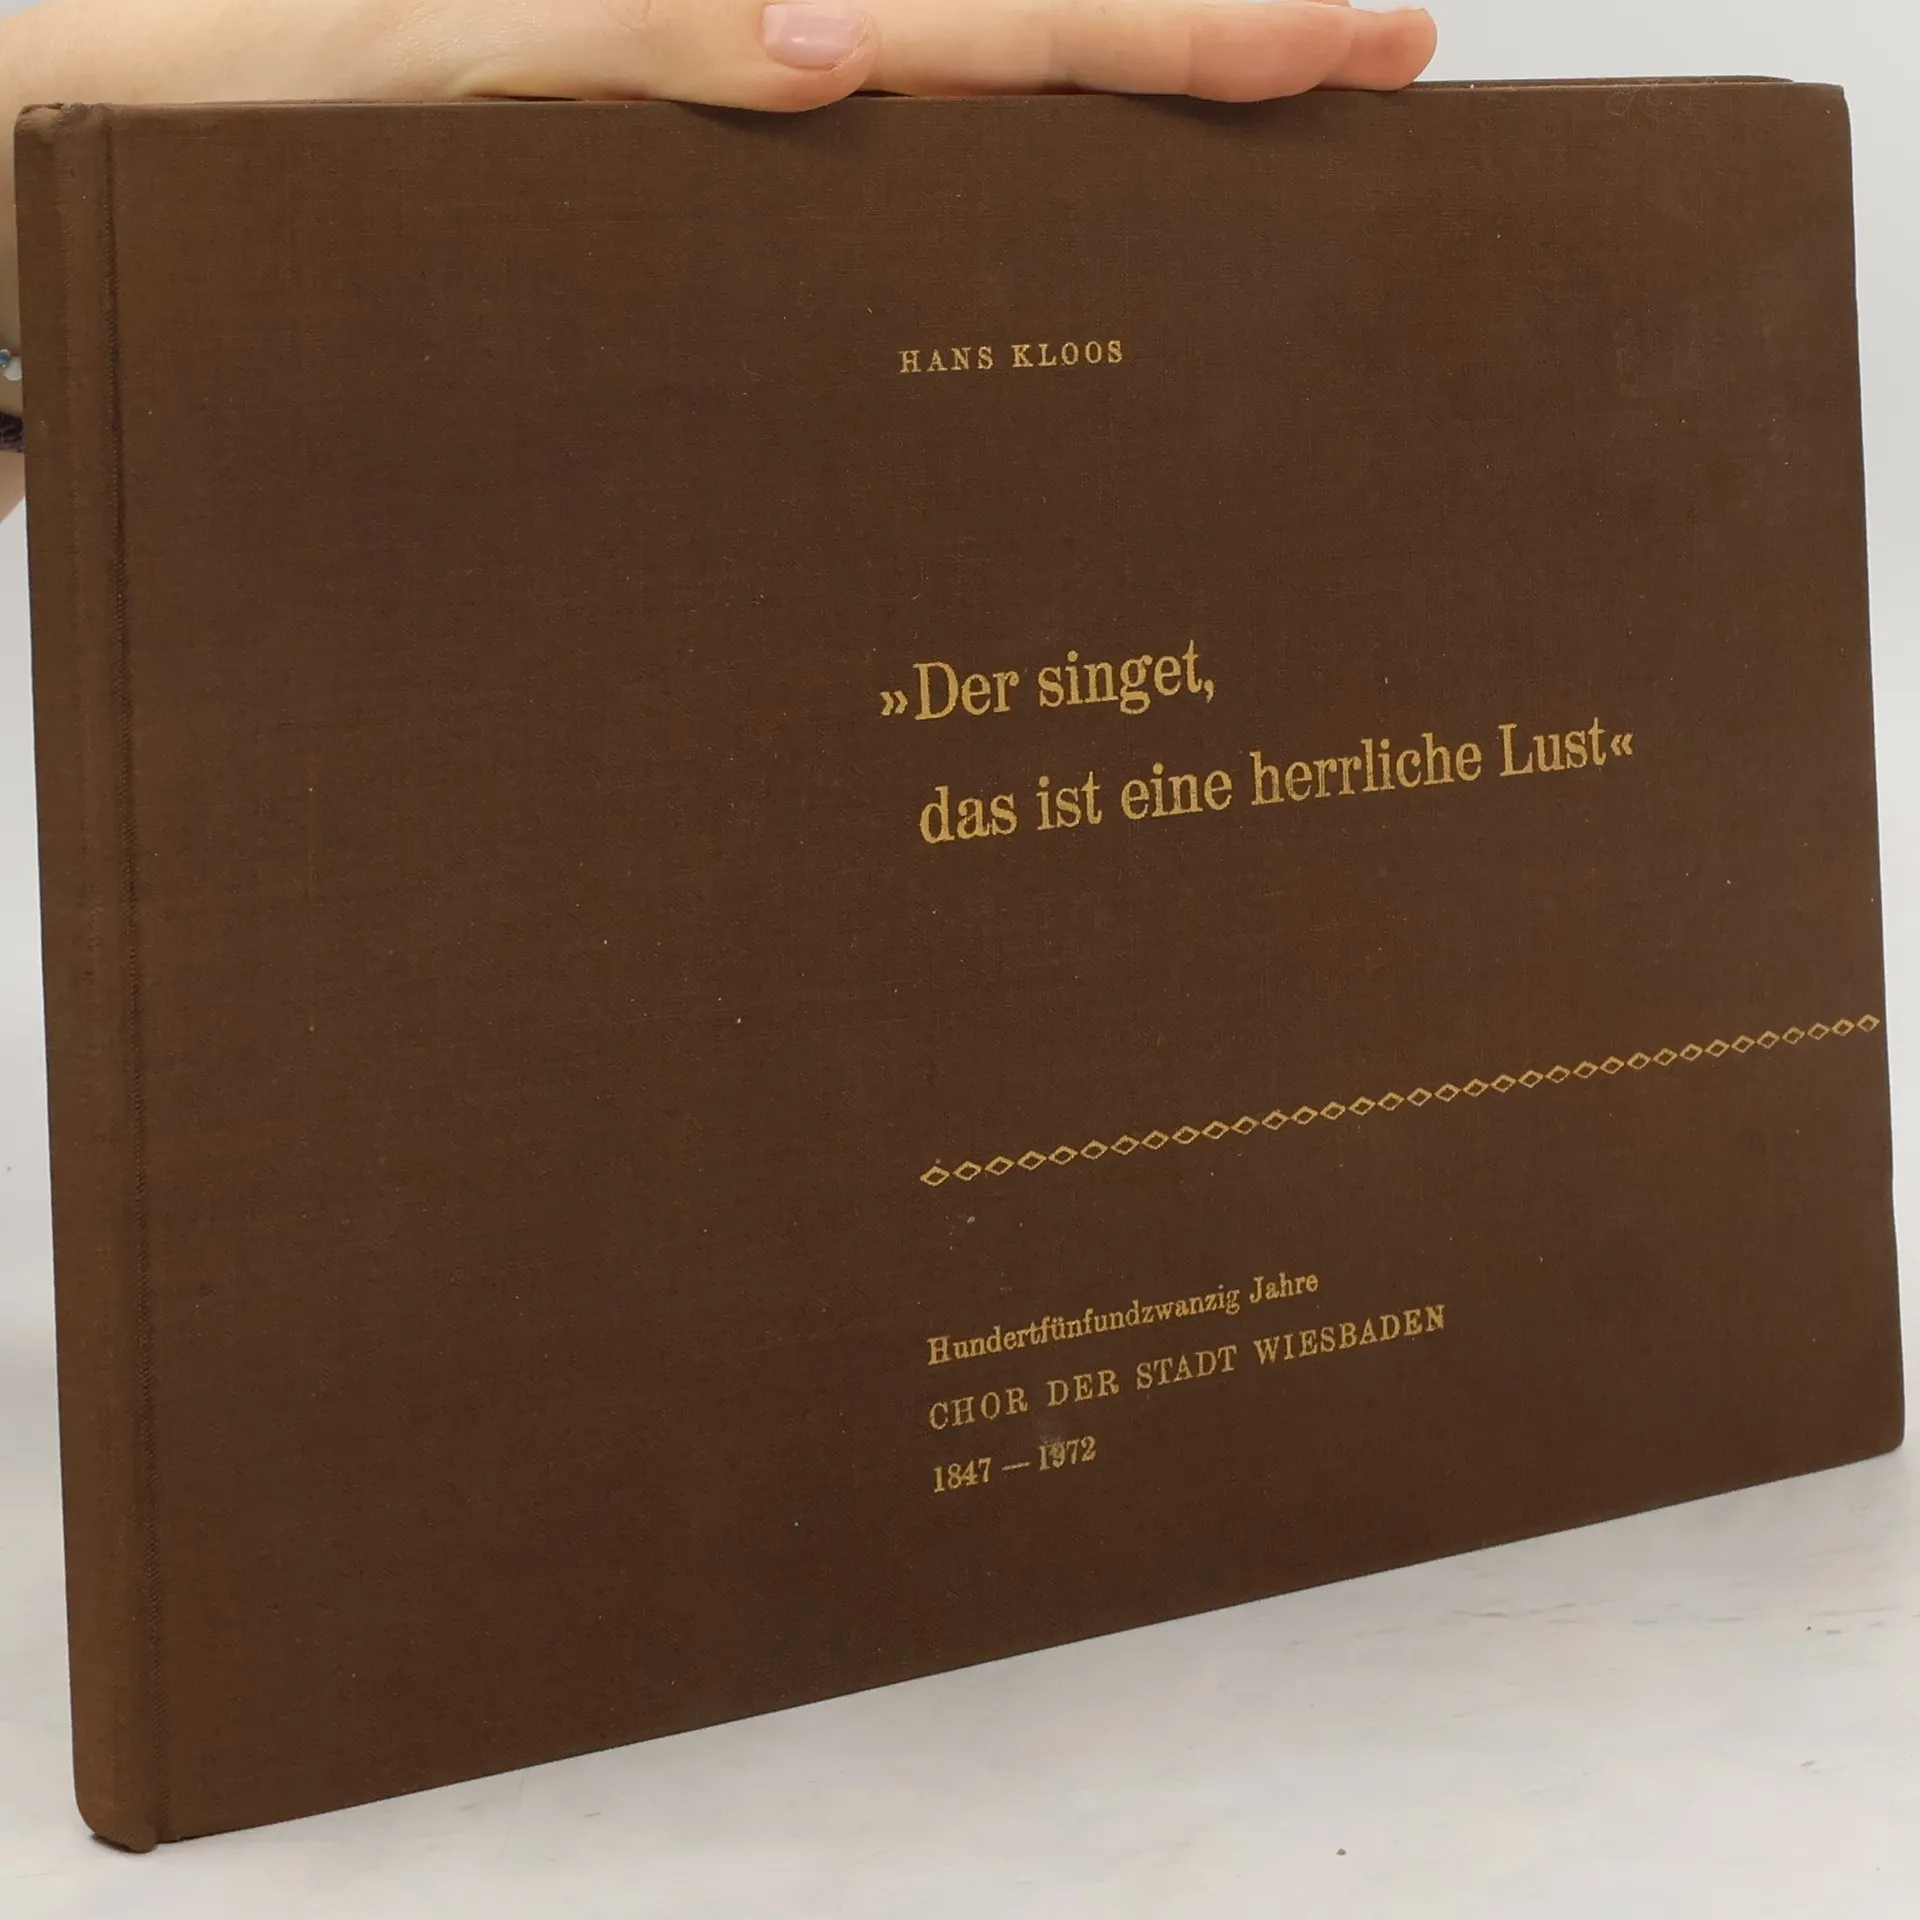 HANS KLOOS
»Der singet,
das ist eine herrliche Lust«
Hundertfünfundzwanzig Jahre
CHOR DER STADT WIESBADEN
1847 — 1972